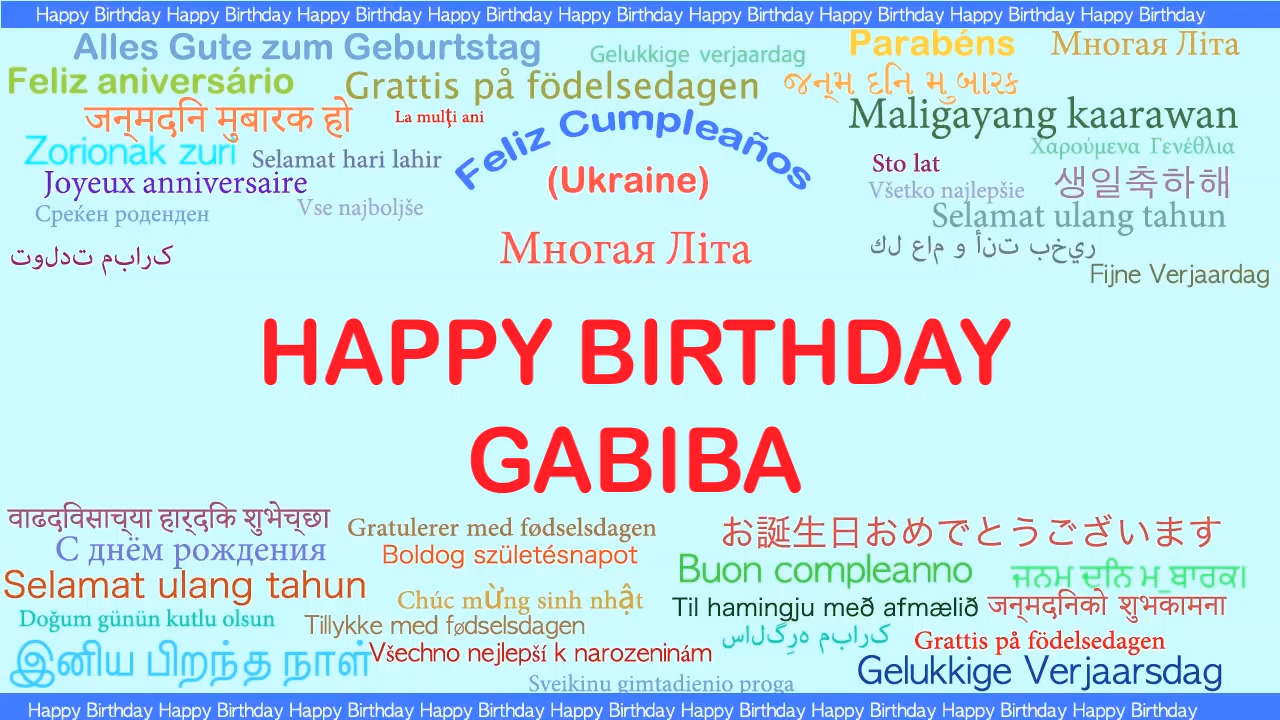 Happy Birthday Happy Birthday Happy Birthday Happy Birthday Happy Birthday Happy Birthday Happy Birthday Happy Birthday Happy Birthday
Alles Gute zum Geburtstag
Gelukkige verjaardag
Parabéns
Многая Літа
Feliz aniversário
Grattis på födelsedagen
જન્મ દનિ મુબારક
जन्मदनि मुबारक हो
La mulţi ani
Feliz Cumpleaños
Maligayang kaarawan
Zorionak zuri
Selamat hari lahir
(Ukraine)
Sto lat
Χαρούμενα Γενέθλια
Joyeux anniversaire
Všetko najlepšie
생일축하해
Среќен роденден
Vse najboljše
Selamat ulang tahun
تولدت مبارک
Многая Літа
كل عام و أنت بخير
Fijne Verjaardag
HAPPY BIRTHDAY
GABIBA
वाढदविसाच्या हार्दकि शुभेच्छा
Gratulerer med fødselsdagen
お誕生日おめでとうございます
С днём рождения
Boldog születésnapot
Buon compleanno
ਜਨਮ ਦਨਿ ਮੁਬਾਰਕ।
Selamat ulang tahun
Chúc mừng sinh nhật
Til hamingju með afmælið
जन्मदनिको शुभकामना
Doğum günün kutlu olsun
Tillykke med fødselsdagen
سالگرہ مبارک
Grattis på födelsedagen
இனிய பிறந்த நாள்
Všechno nejlepší k narozeninám
Gelukkige Verjaarsdag
Sveikinu gimtadienio proga
Happy Birthday Happy Birthday Happy Birthday Happy Birthday Happy Birthday Happy Birthday Happy Birthday Happy Birthday Happy Birthday